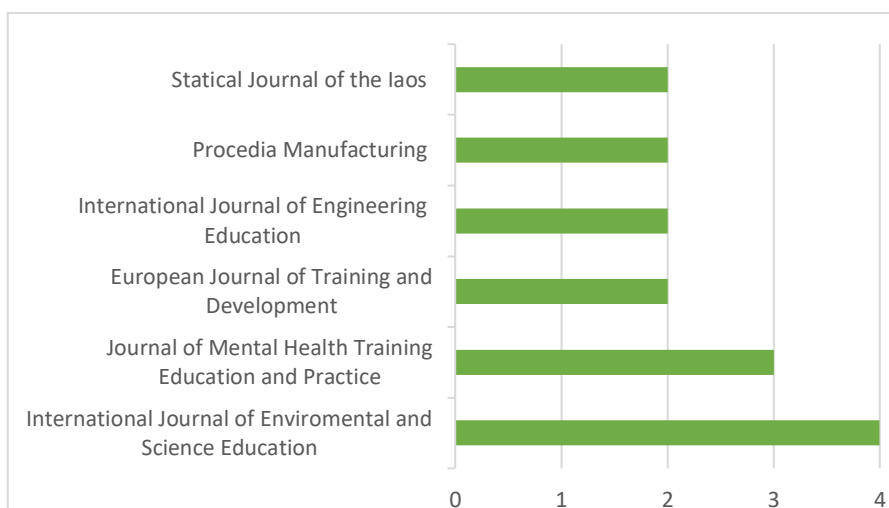 Statical Journal of the Iaos
Procedia Manufacturing
International Journal of Engineering
Education
European Journal of Training and
Development
Journal of Mental Health Training
Education and Practice
International Journal of Enviromental and
Science Education
0 1 2 3 4